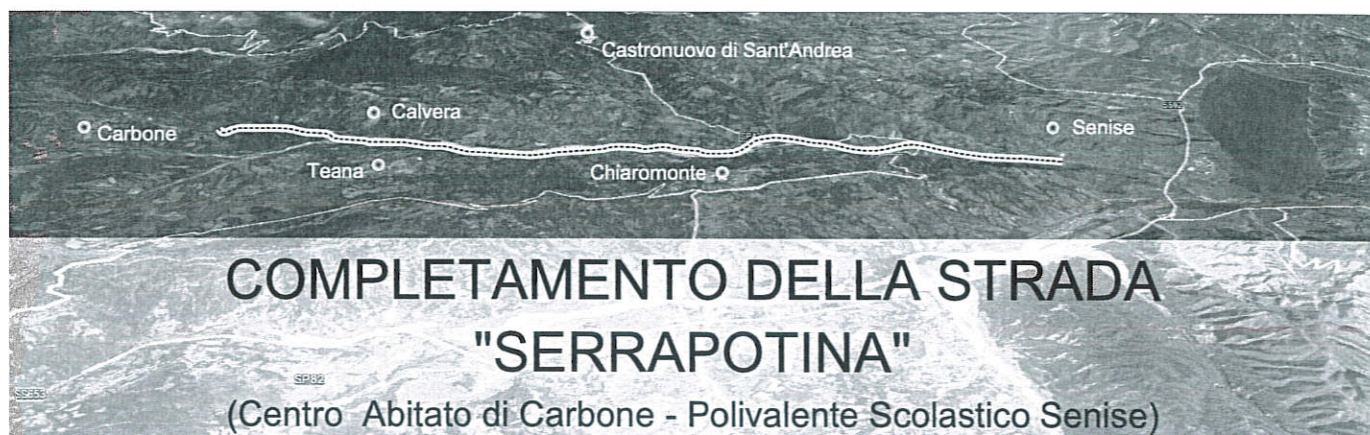 Castronuovo di Sant'Andrea
Calvera
Carbone
Senise
Teana
Chiaromonte
COMPLETAMENTO DELLA STRADA
"SERRAPOTINA"
SP82
SS653
(Centro Abitato di Carbone - Polivalente Scolastico Senise)